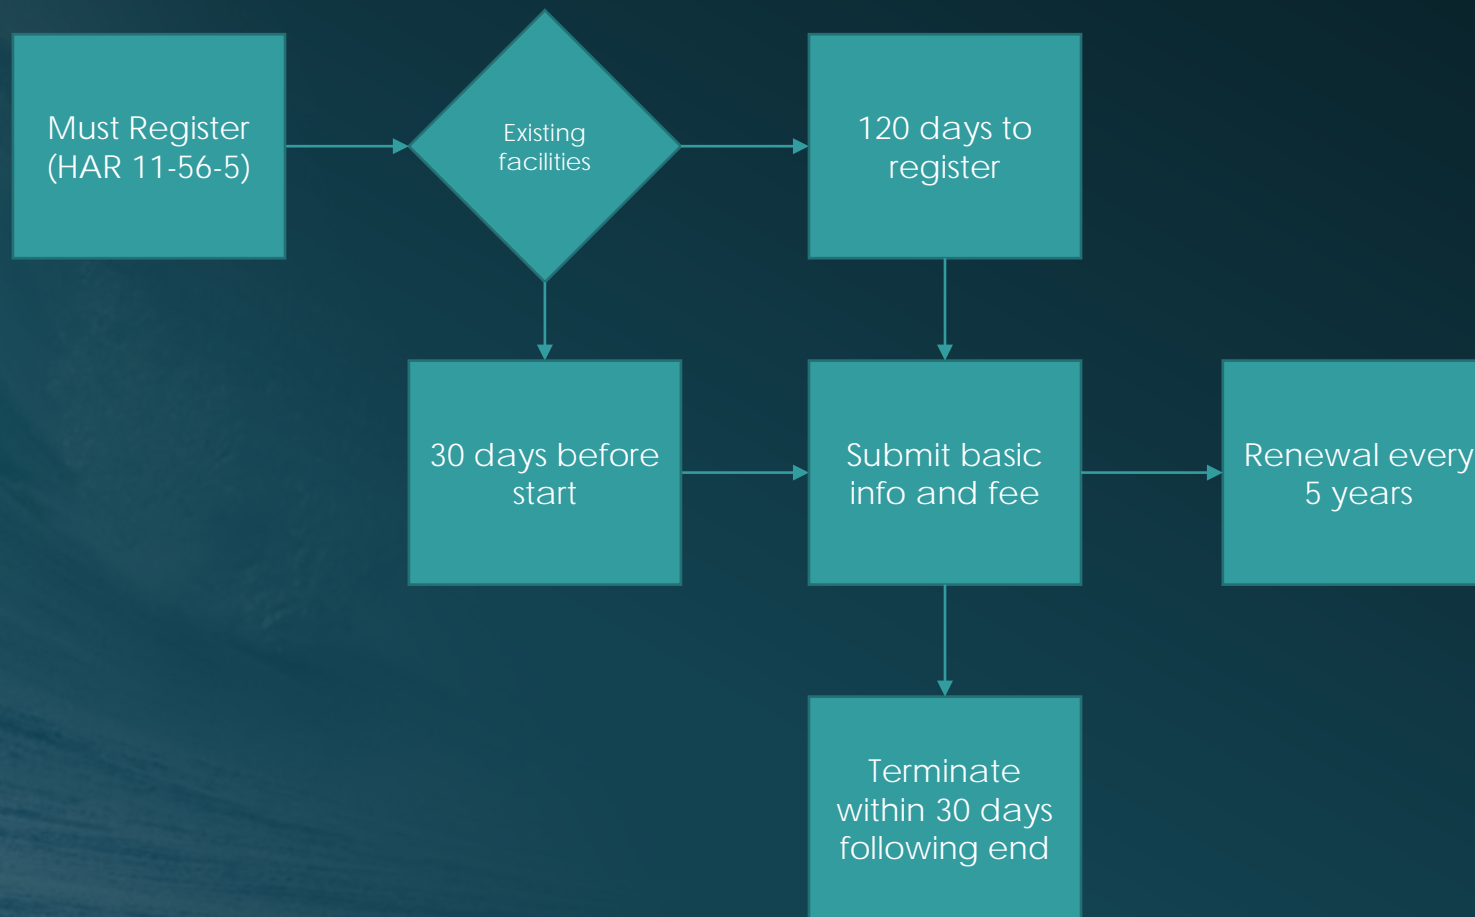 Must Register
(HAR 11-56-5)
Existing
facilities
120 days to
register
30 days before
start
Submit basic
info and fee
Renewal every
5 years
Terminate
within 30 days
following end